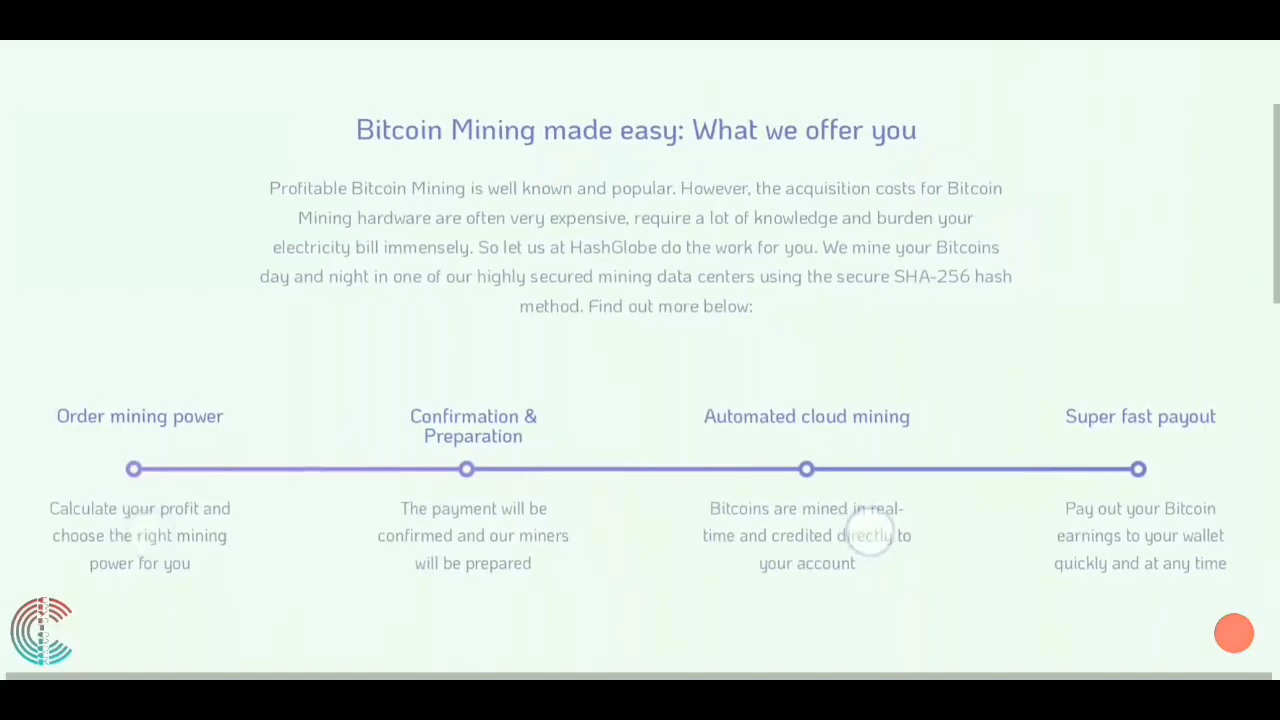 Bitcoin Mining made easy: What we offer you
Profitable Bitcoin Mining is well known and popular. However, the acquisition costs for Bitcoin
Mining hardware are often very expensive, require a lot of knowledge and burden your
electricity bill immensely. So let us at HashGlobe do the work for you. We mine your Bitcoins
day and night in one of our highly secured mining data centers using the secure SHA-256 hash
method. Find out more below:
Order mining power
Calculate your profit and
choose the right mining
power for you
Confirmation &
Preparation
The payment will be
confirmed and our miners
will be prepared
Automated cloud mining
Bitcoins are mined in real-
time and credited directly to
your account
Super fast payout
Pay out your Bitcoin
earnings to your wallet
quickly and at any time